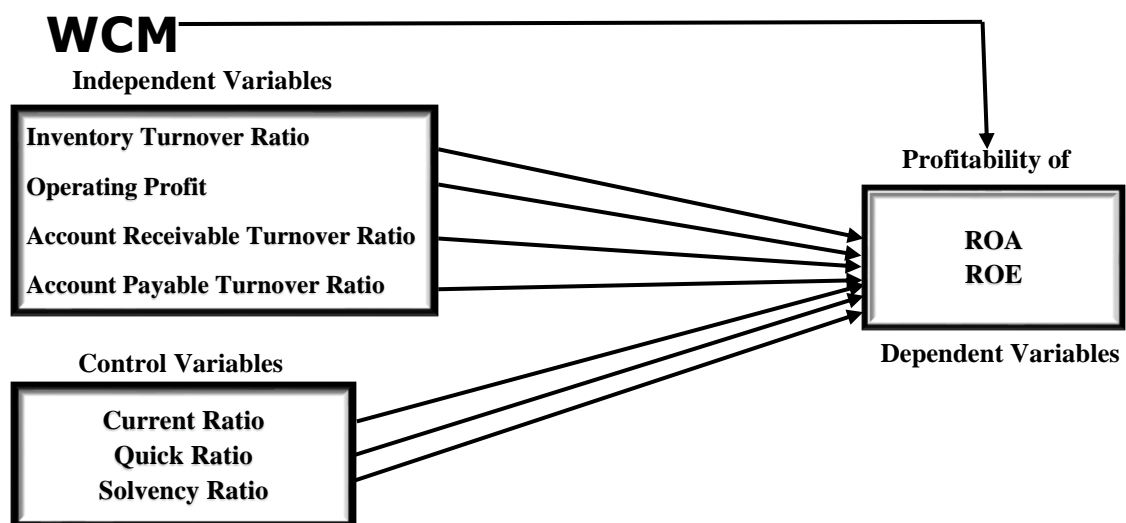 WCM
Independent Variables
Inventory Turnover Ratio
Operating Profit
Account Receivable Turnover Ratio
Account Payable Turnover Ratio
Profitability of
ROA
ROE
Dependent Variables
Control Variables
Current Ratio
Quick Ratio
Solvency Ratio